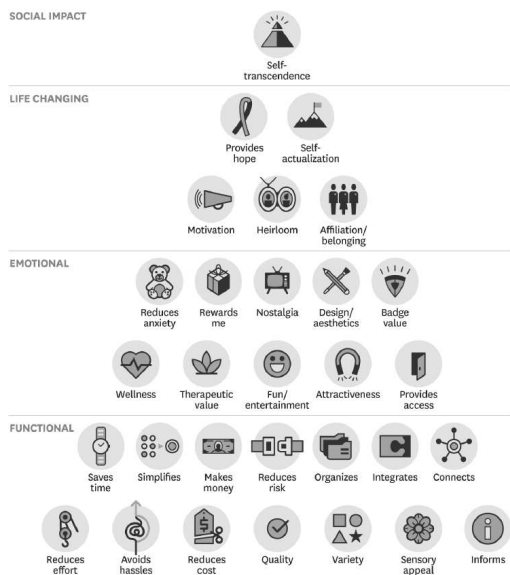 SOCIAL IMPACT
Self-
transcendence
LIFE CHANGING
Provides
hope
Self-
actualization
Motivation
Heirloom
Affiliation/
belonging
EMOTIONAL
Reduces
anxiety
Rewards
me
Nostalgia
Design/
aesthetics
Badge
value
Wellness
Therapeutic
value
Fun/
entertainment
Attractiveness
Provides
access
FUNCTIONAL
Saves
time
Simplifies
Makes
money
Reduces
risk
Organizes
Integrates
Connects
Reduces
effort
Avoids
hassles
$
Reduces
cost
Quality
Variety
Sensory
appeal
i
Informs